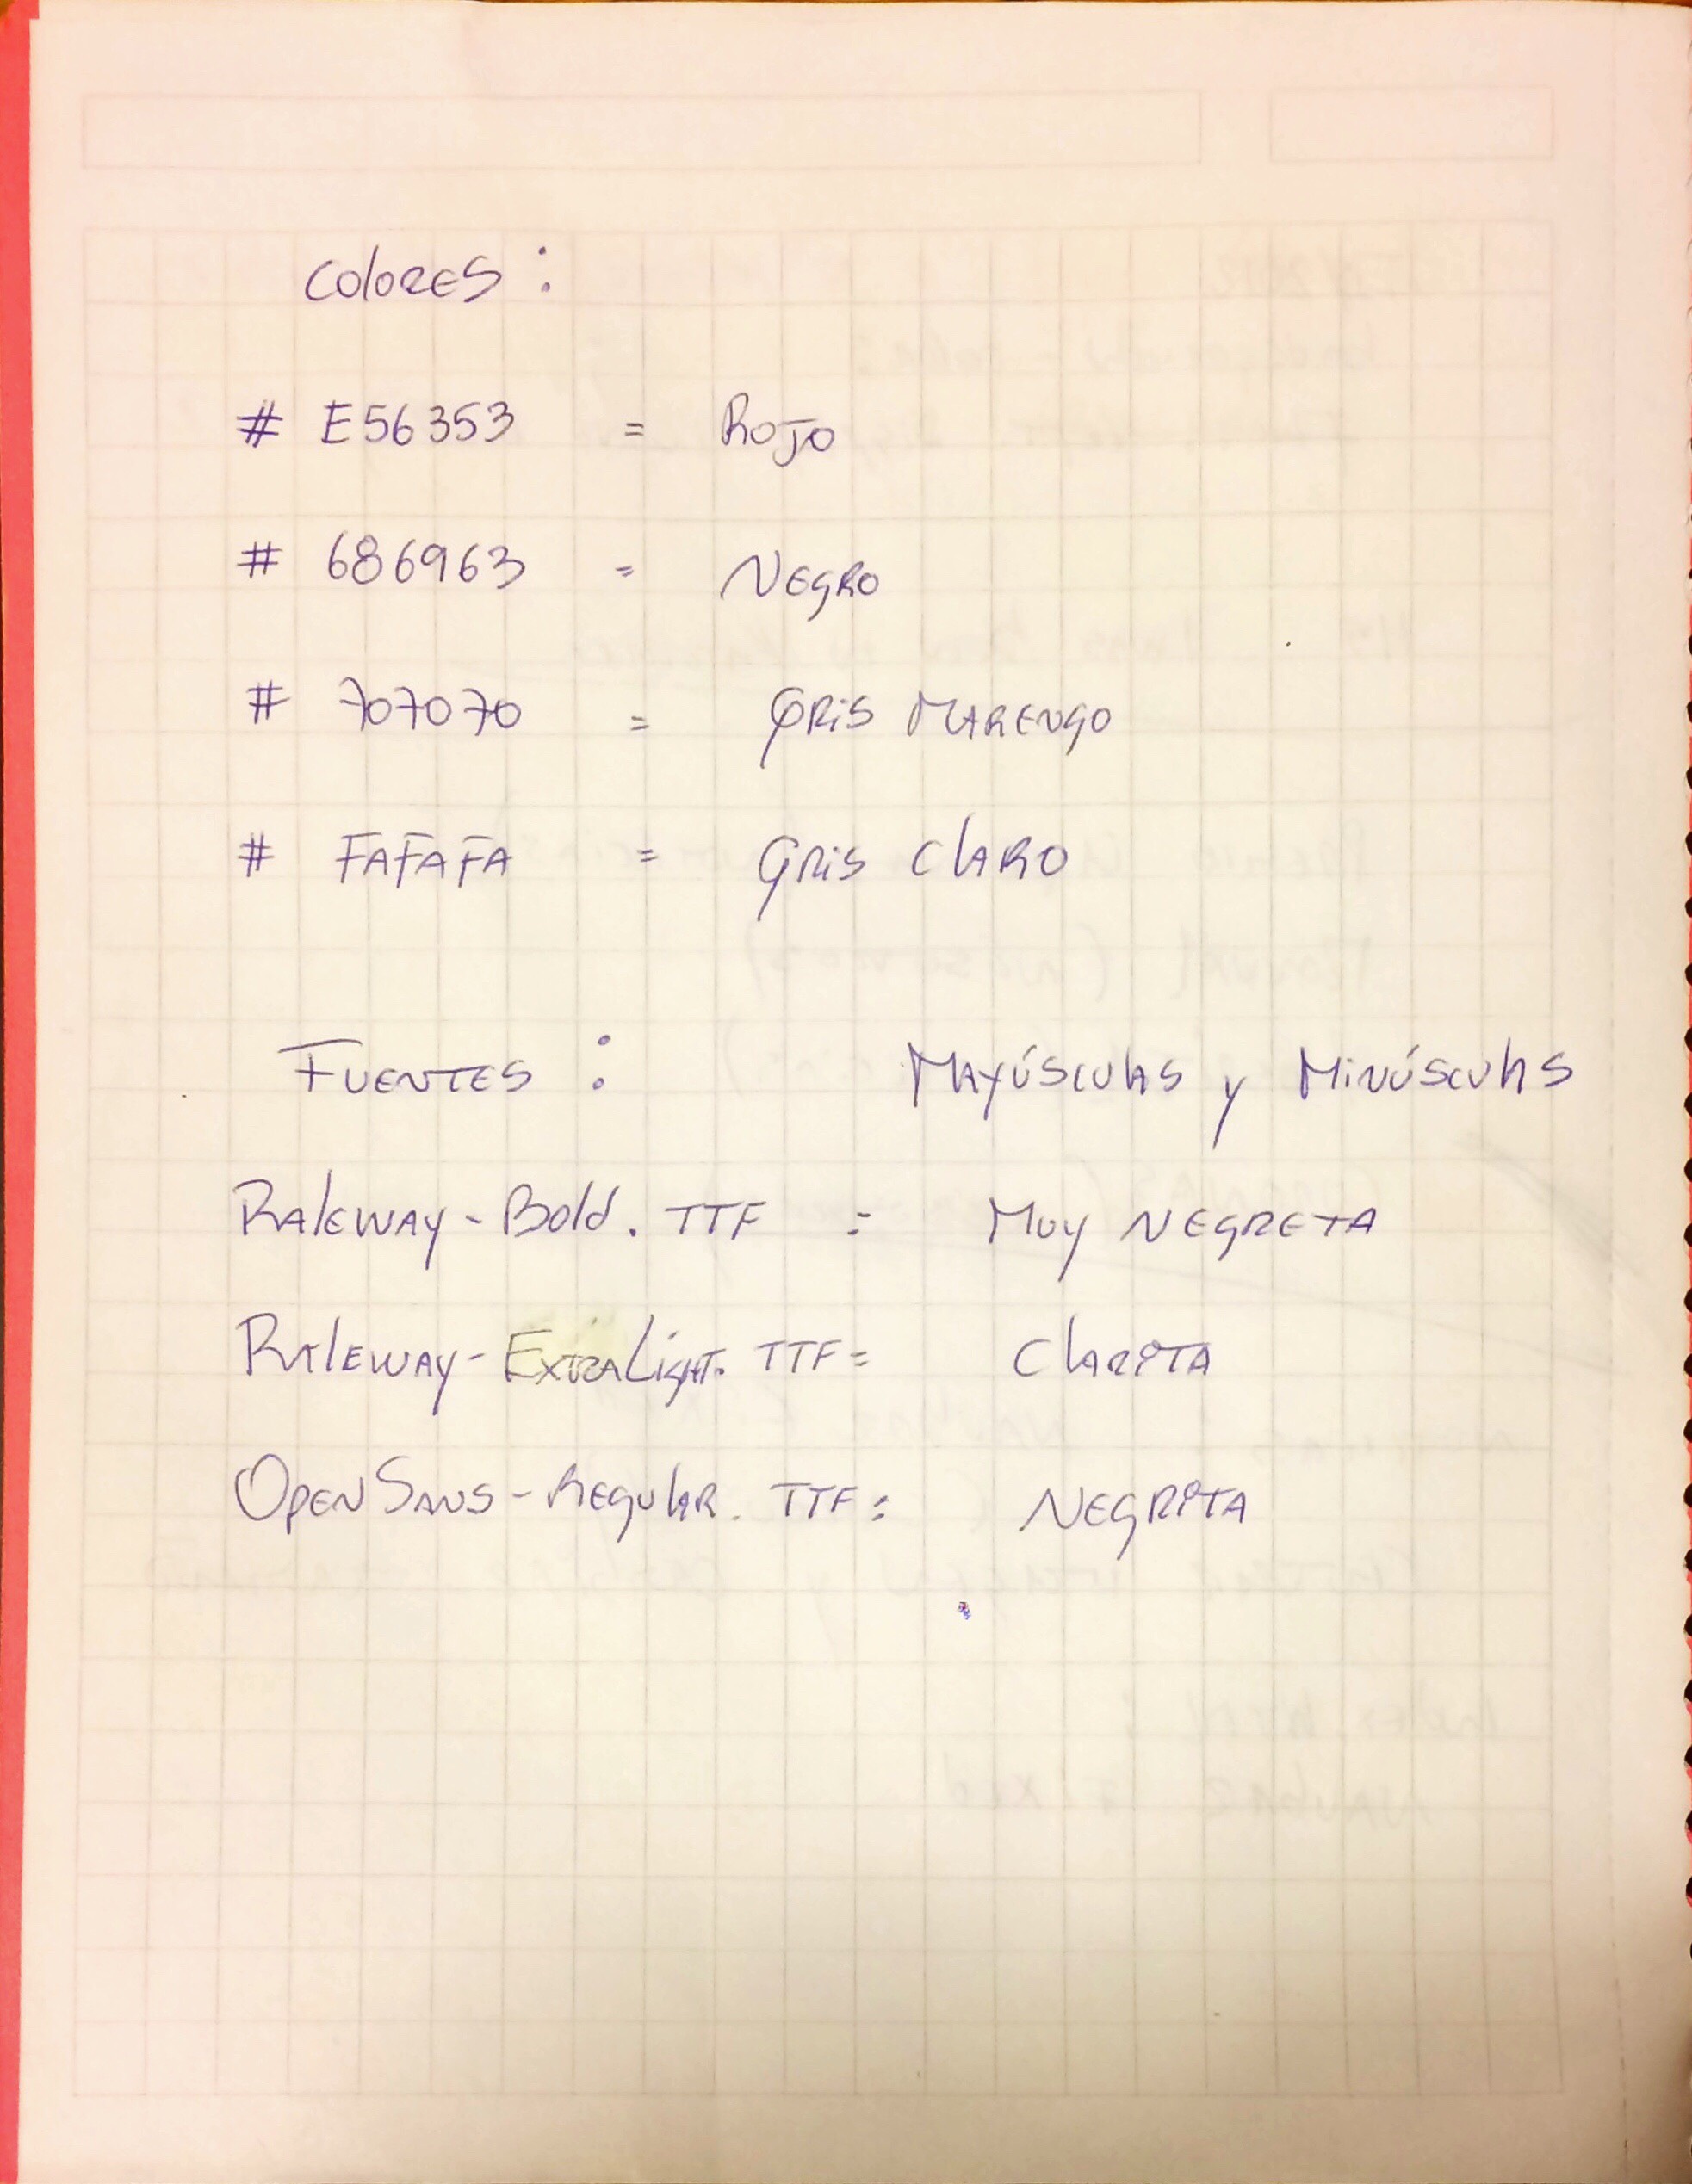 Colores :
# E56353 = Rojo
# 686963 = Negro
# 707070 = Gris Marengo
# FAFAFA = Gris Claro
Fuentes : Mayúsculas y Minúsculas
Raleway-Bold.TTF = Muy Negreta
Raleway-ExtraLight.TTF = Clarita
OpenSans-Regular.TTF = Negrita